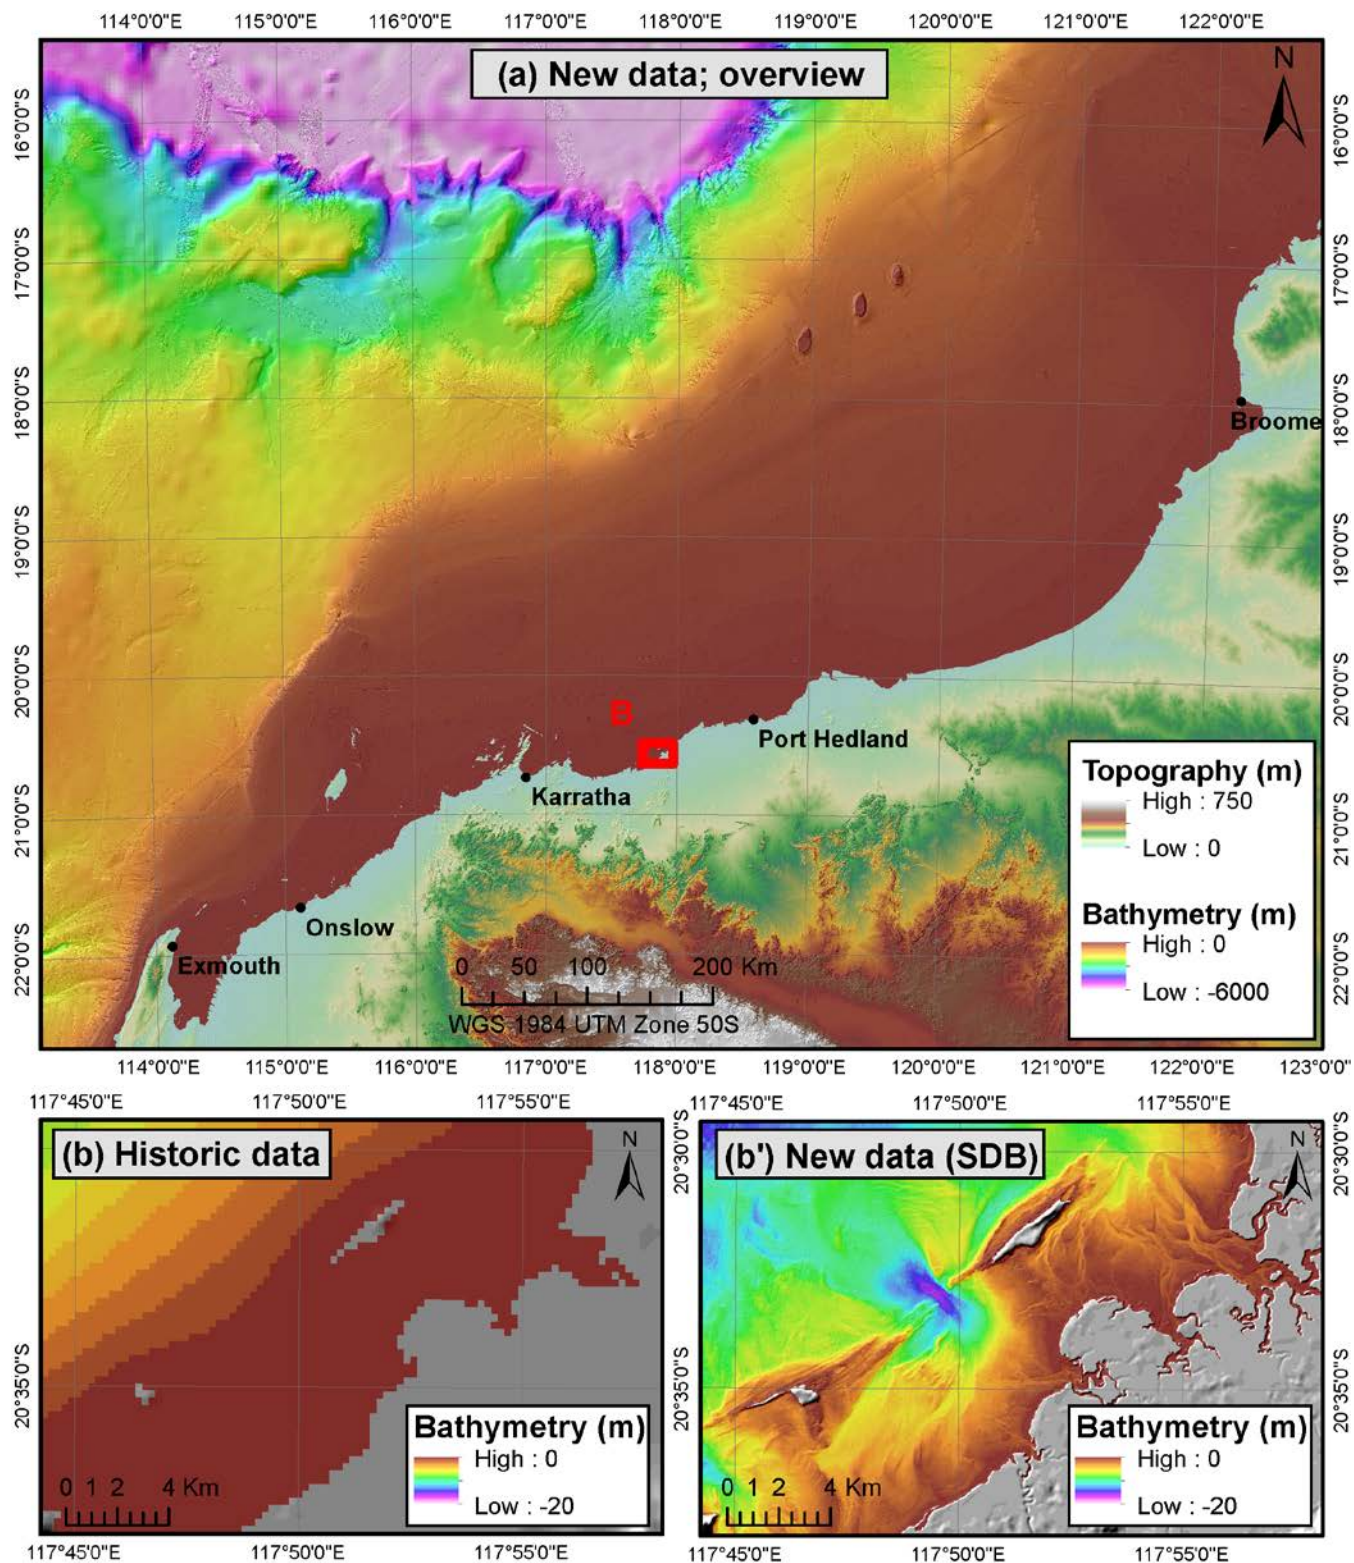 114°0'0"E 115°0'0"E 116°0'0"E 117°0'0"E 118°0'0"E 119°0'0"E 120°0'0"E 121°0'0"E 122°0'0"E
(a) New data; overview
N
16°0'0"S 16°0'0"S
17°0'0"S 17°0'0"S
18°0'0"S 18°0'0"S
Broome
19°0'0"S 19°0'0"S
20°0'0"S 20°0'0"S
B
Port Hedland
Karratha
21°0'0"S 21°0'0"S
Onslow
Exmouth
22°0'0"S 22°0'0"S
0 50 100 200 Km
WGS 1984 UTM Zone 50S
Topography (m)
High : 750
Low : 0
Bathymetry (m)
High : 0
Low : -6000
114°0'0"E 115°0'0"E 116°0'0"E 117°0'0"E 118°0'0"E 119°0'0"E 120°0'0"E 121°0'0"E 122°0'0"E 123°0'0"E
117°45'0"E 117°50'0"E 117°55'0"E
(b) Historic data
N
20°30'0"S
20°35'0"S 20°35'0"S
0 1 2 4 Km
Bathymetry (m)
High : 0
Low : -20
117°45'0"E 117°50'0"E 117°55'0"E
117°45'0"E 117°50'0"E 117°55'0"E
(b') New data (SDB)
N
20°30'0"S
20°35'0"S
0 1 2 4 Km
Bathymetry (m)
High : 0
Low : -20
117°45'0"E 117°50'0"E 117°55'0"E